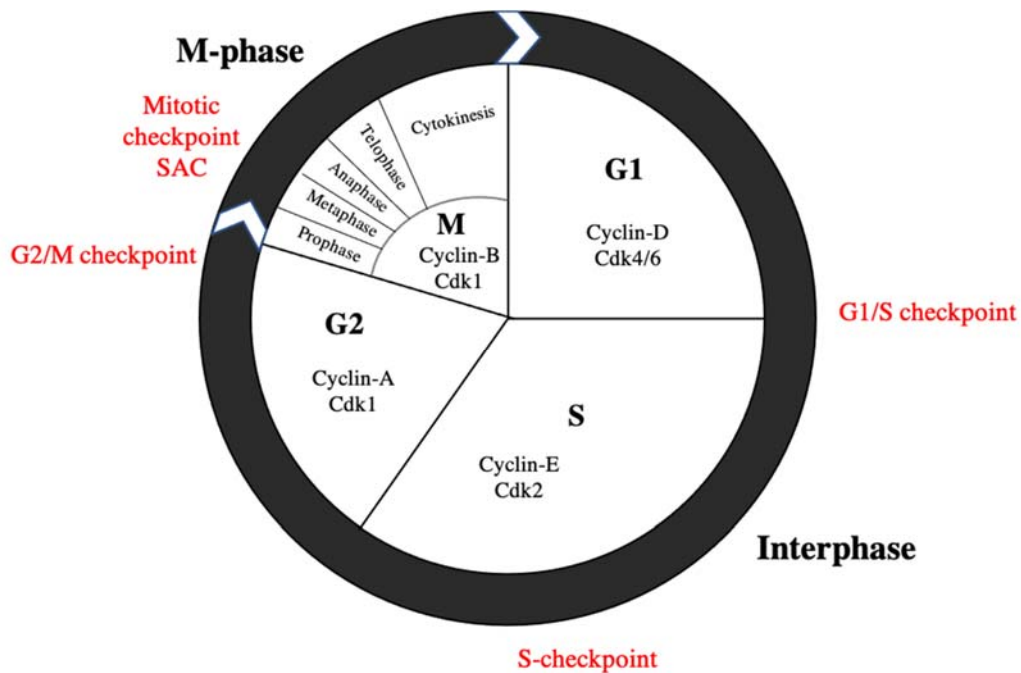 M-phase
Mitotic
checkpoint
SAC
G2/M checkpoint
Cytokinesis
Telophase
Anaphase
Metaphase
Prophase
M
Cyclin-B
Cdk1
G1
Cyclin-D
Cdk4/6
G1/S checkpoint
G2
Cyclin-A
Cdk1
S
Cyclin-E
Cdk2
Interphase
S-checkpoint